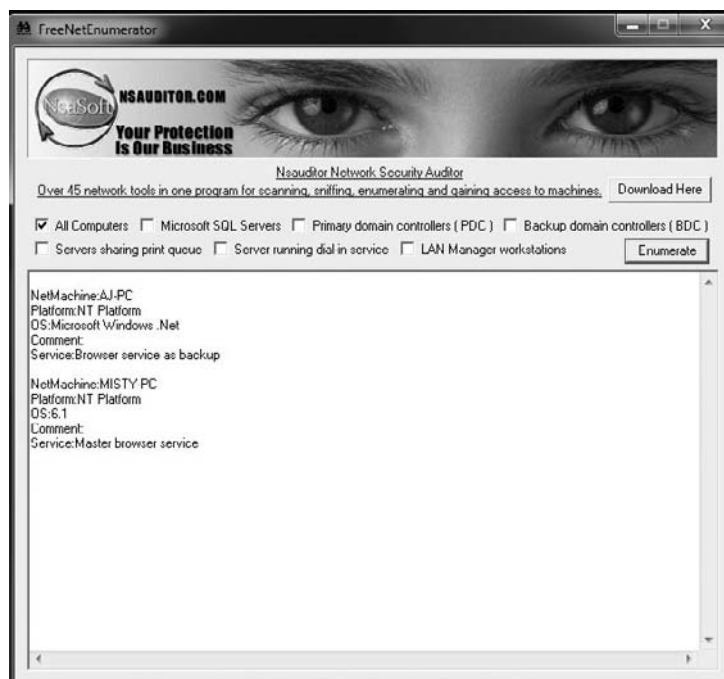 FreeNetEnumerator
NsaSoft
NSAUDITOR.COM
Your Protection
Is Our Business
Nsauditor Network Security Auditor
Over 45 network tools in one program for scanning, sniffing, enumerating and gaining access to machines.
Download Here
All Computers Microsoft SQL Servers Primary domain controllers ( PDC ) Backup domain controllers ( BDC )
Servers sharing print queue Server running dial in service LAN Manager workstations
Enumerate
NetMachine:AJ-PC
Platform:NT Platform
OS:Microsoft Windows .Net
Comment:
Service:Browser service as backup
NetMachine:MISTY PC
Platform:NT Platform
OS:6.1
Comment:
Service:Master browser service